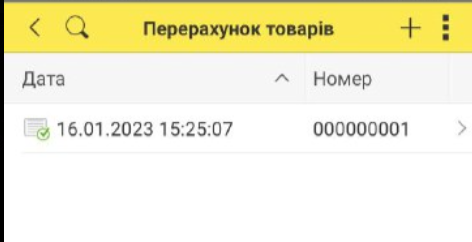 Перерахунок товарів
Дата Номер
16.01.2023 15:25:07 000000001